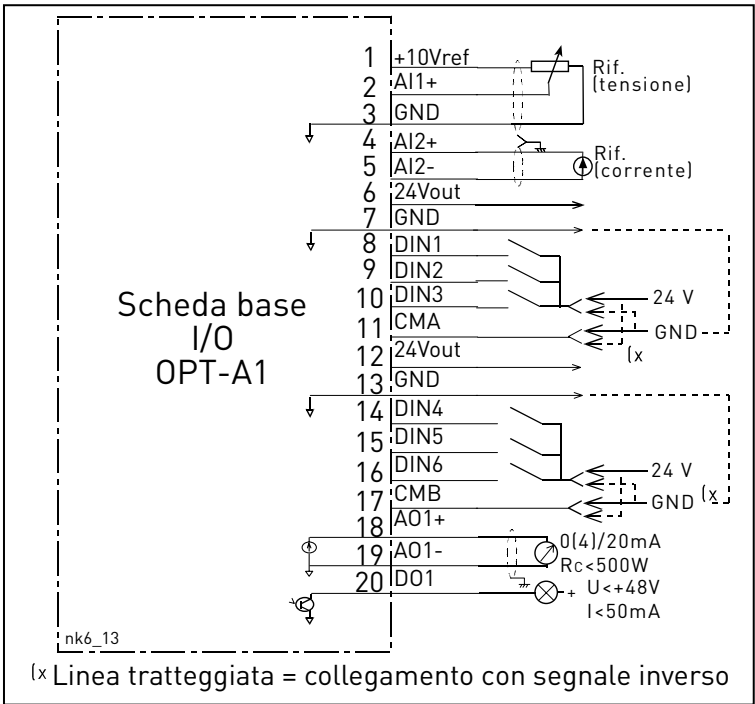 1 +10Vref
2 AI1+
3 GND
4 AI2+
5 AI2-
6 24Vout
7 GND
8 DIN1
9 DIN2
10 DIN3
11 CMA
12 24Vout
13 GND
14 DIN4
15 DIN5
16 DIN6
17 CMB
18 AO1+
19 AO1-
20 DO1
Scheda base
I/O
OPT-A1
Rif.
(tensione)
Rif.
(corrente)
24 V
GND
(x
24 V
GND (x
0(4)/20mA
Rc<500W
+ U<+48V
I<50mA
nk6_13
(x Linea tratteggiata = collegamento con segnale inverso